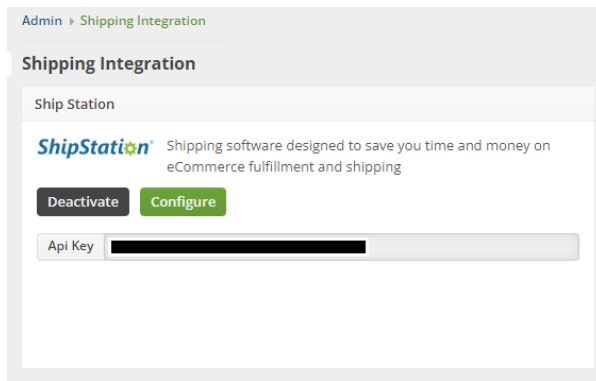 Admin Shipping Integration
Shipping Integration
Ship Station
ShipStation® Shipping software designed to save you time and money on
eCommerce fulfillment and shipping
Deactivate Configure
Api Key